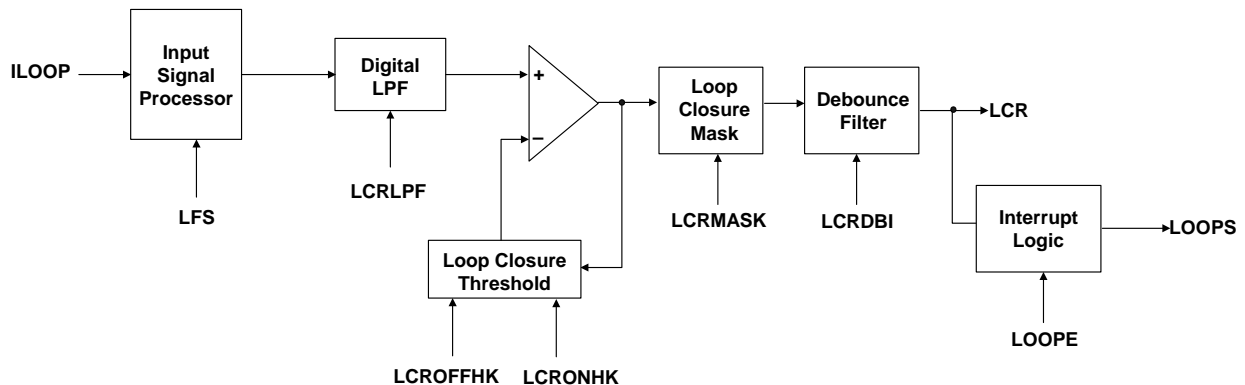 ILOOP
Input
Signal
Processor
LFS
Digital
LPF
LCRLPF
+
−
Loop Closure
Threshold
LCROFFHK
LCRONHK
Loop
Closure
Mask
LCRMASK
Debounce
Filter
LCRDBI
LCR
Interrupt
Logic
LOOPE
LOOPS